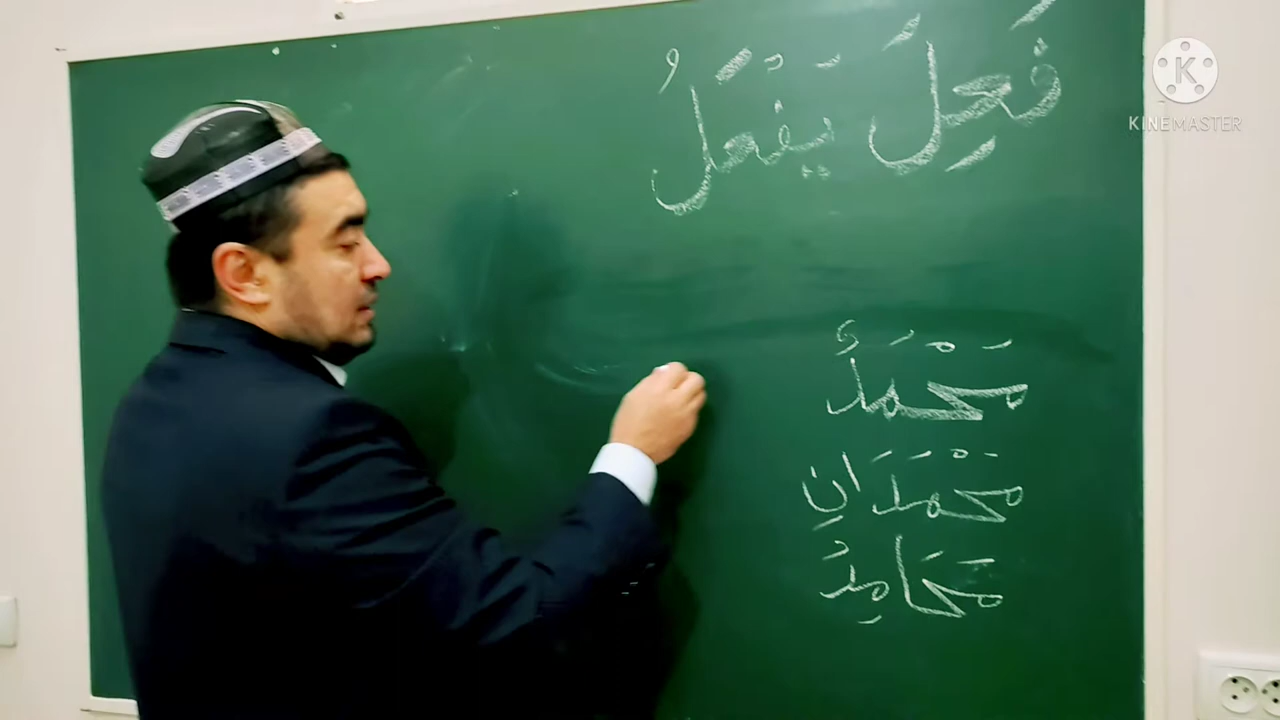 فَعِلَ يَفْعَلُ
مَحْمَدٌ
مَحْمَدَانِ
مَحَامِدُ
KINEMASTER